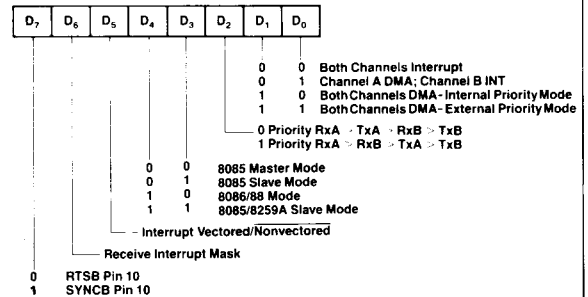 D7 D6 D5 D4 D3 D2 D1 D0
0 0 Both Channels Interrupt
0 1 Channel A DMA; Channel B INT
1 0 Both Channels DMA-Internal Priority Mode
1 1 Both Channels DMA-External Priority Mode
0 Priority RxA > TxA > RxB > TxB
1 Priority RxA > RxB > TxA > TxB
0 0 8085 Master Mode
0 1 8085 Slave Mode
1 0 8086/88 Mode
1 1 8085/8259A Slave Mode
Interrupt Vectored/Nonvectored
Receive Interrupt Mask
0 RTSB Pin 10
1 SYNCB Pin 10